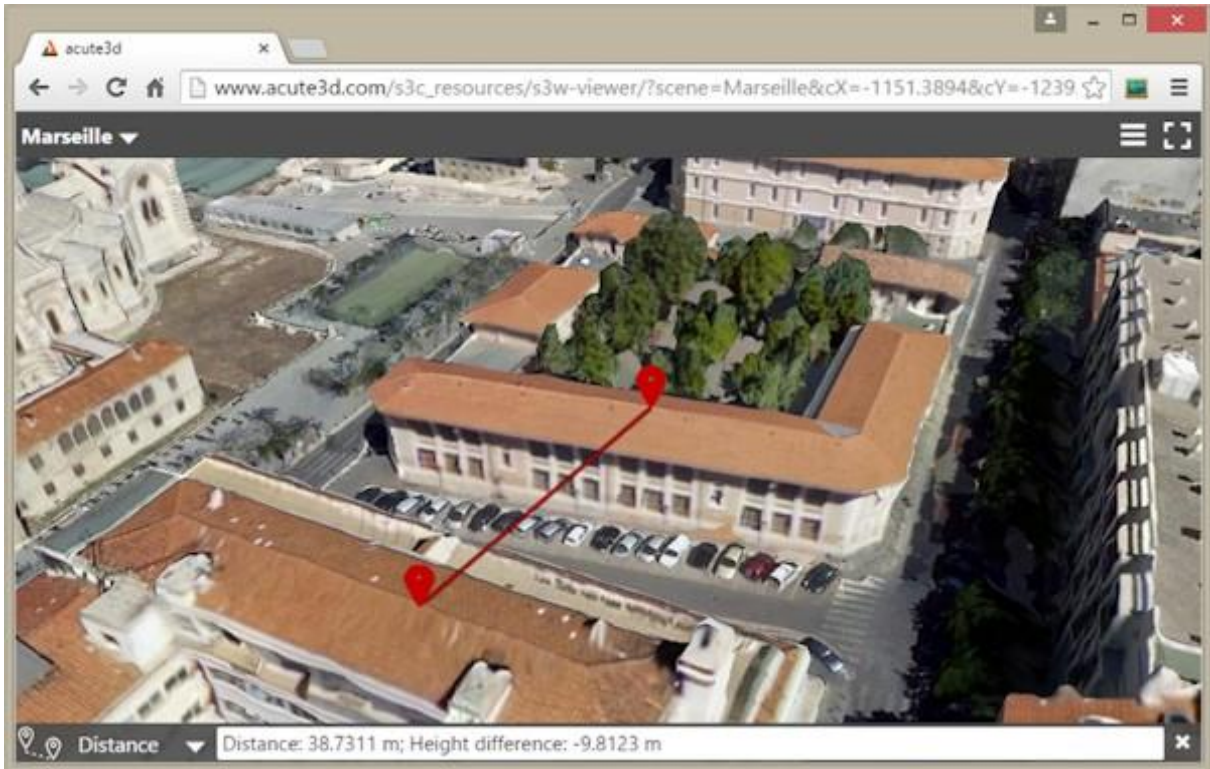 acute3d
www.acute3d.com/s3c_resources/s3w-viewer/?scene=Marseille&cX=-1151.3894&cY=-1239
Marseille
Distance
Distance: 38.7311 m; Height difference: -9.8123 m